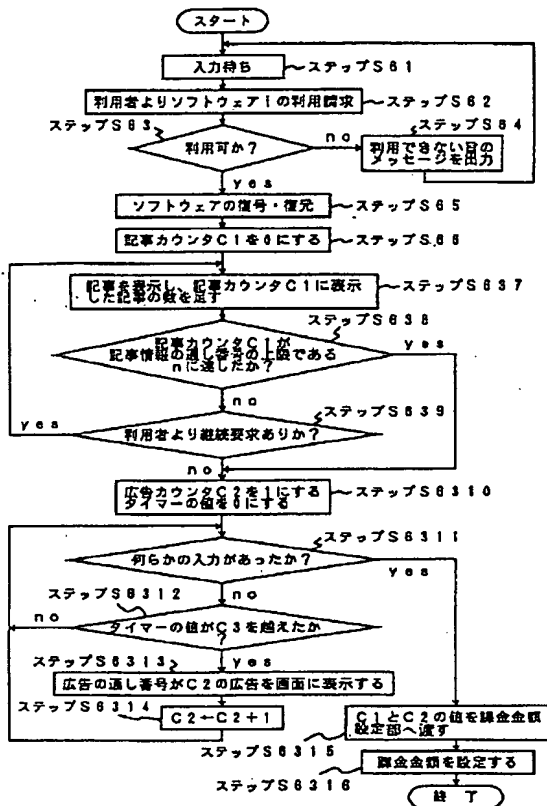 スタート
入力待ち
ステップS61
利用者よりソフトウェアiの利用請求
ステップS62
ステップS63
利用可か?
no
yes
ステップS64
利用できない旨の
メッセージを出力
ソフトウェアの復号・復元
ステップS65
記事カウンタC1を0にする
ステップS66
記事を表示し、記事カウンタC1に表示
した記事の数を足す
ステップS637
ステップS638
記事カウンタC1が
記事情報の通し番号の上限である
nに達したか?
yes
no
ステップS639
利用者より継続要求ありか?
yes
no
広告カウンタC2を1にする
タイマーの値を0にする
ステップS6310
ステップS6311
何らかの入力があったか?
yes
no
ステップS6312
タイマーの値がC3を越えたか
?
no
yes
ステップS6313
広告の通し番号がC2の広告を画面に表示する
ステップS6314
C2←C2+1
C1とC2の値を課金金額
設定部へ渡す
ステップS6315
課金金額を設定する
ステップS6316
終了